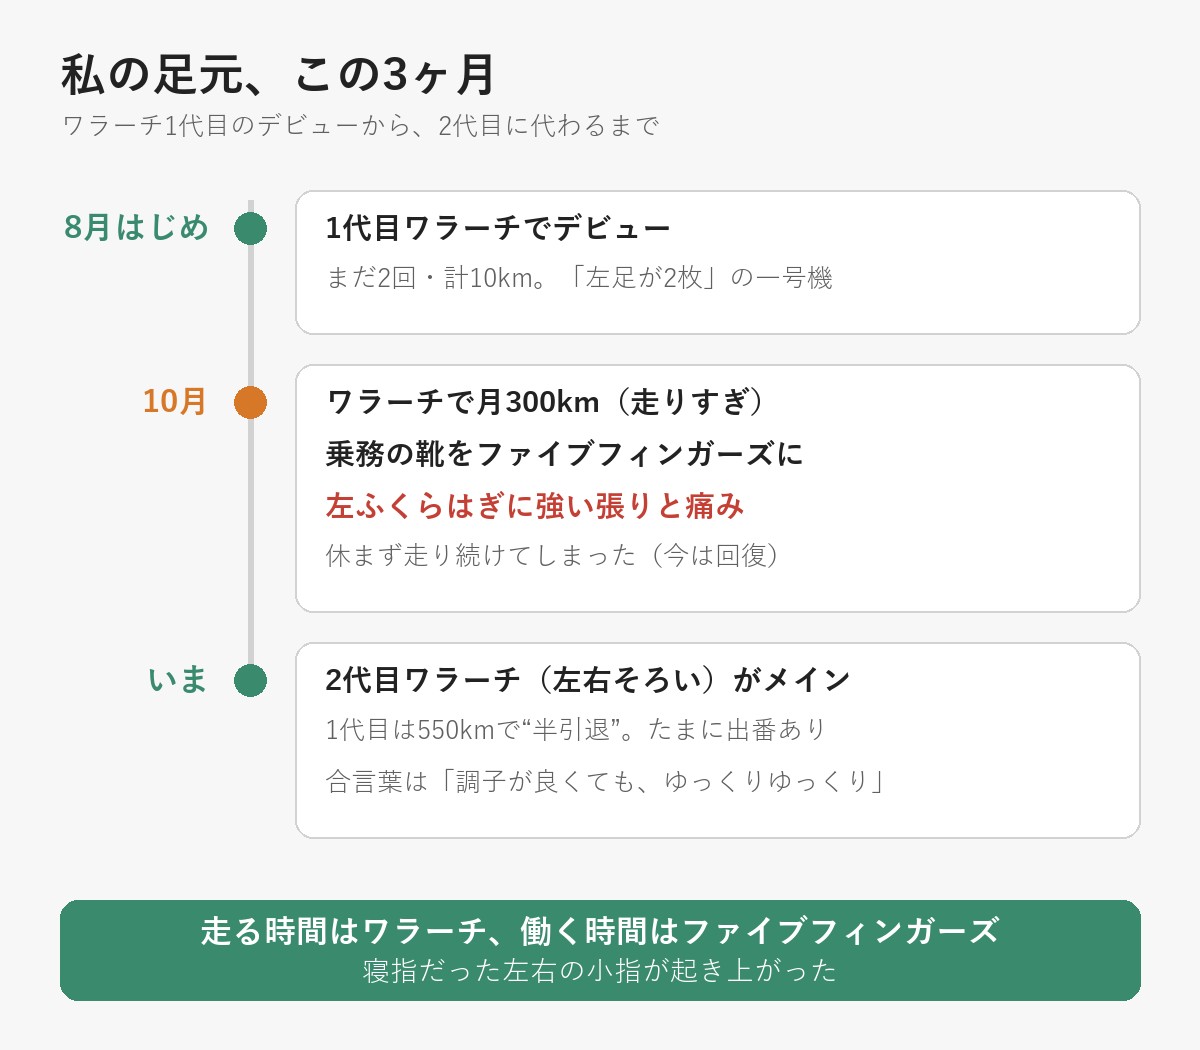 私の足元、この3ヶ月
ワラーチ1代目のデビューから、2代目に代わるまで
8月はじめ
1代目ワラーチでデビュー
まだ2回・計10km。「左足が2枚」の一号機
10月
ワラーチで月300km（走りすぎ）
乗務の靴をファイブフィンガーズに
左ふくらはぎに強い張りと痛み
休まず走り続けてしまった（今は回復）
いま
2代目ワラーチ（左右そろい）がメイン
1代目は550kmで“半引退”。たまに出番あり
合言葉は「調子が良くても、ゆっくりゆっくり」
走る時間はワラーチ、働く時間はファイブフィンガーズ
寝指だった左右の小指が起き上がった